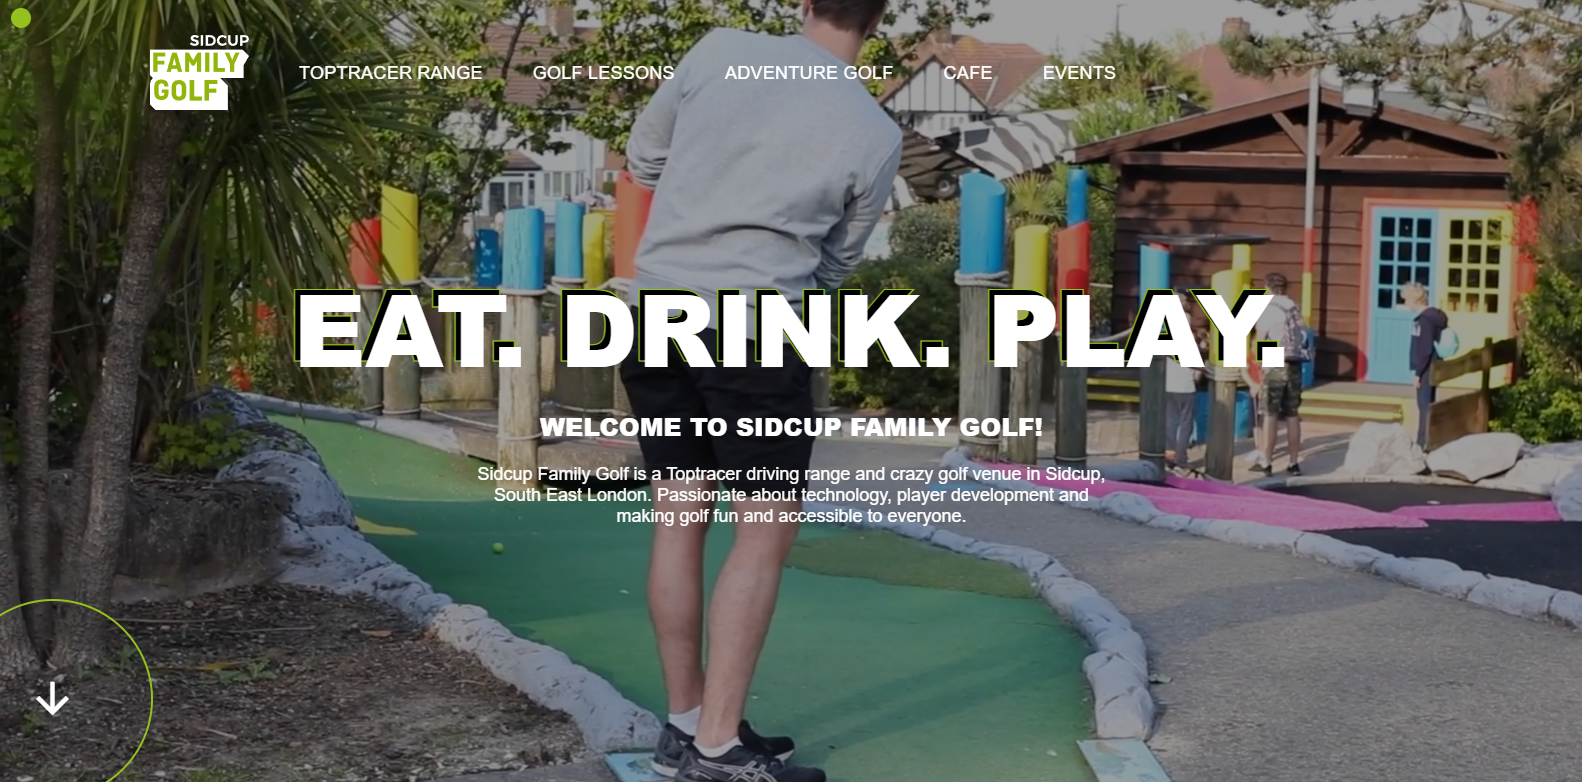 SIDCUP
FAMILY
GOLF
TOPTRACER RANGE GOLF LESSONS ADVENTURE GOLF CAFE EVENTS
EAT. DRINK. PLAY.
WELCOME TO SIDCUP FAMILY GOLF!
Sidcup Family Golf is a Toptracer driving range and crazy golf venue in Sidcup,
South East London. Passionate about technology, player development and
making golf fun and accessible to everyone.